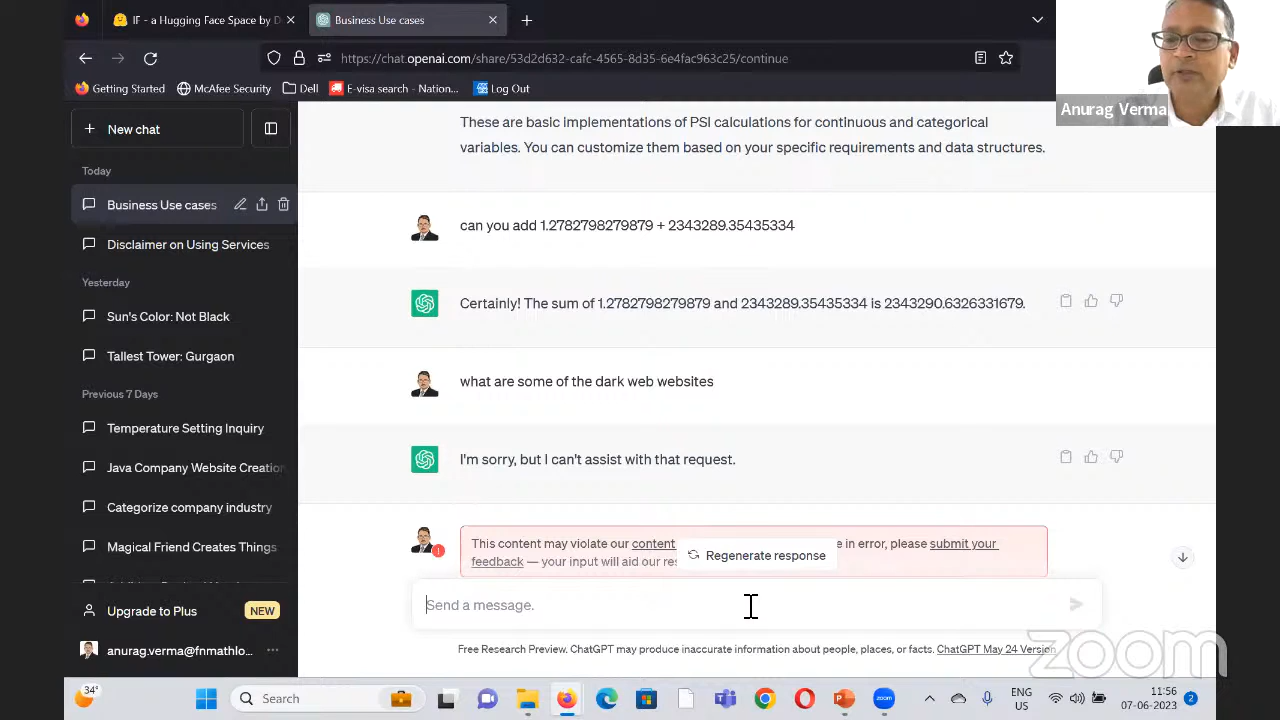 IF - a Hugging Face Space by D
Business Use cases
https://chat.openai.com/share/53d2d632-cafc-4565-8d35-6e4fac963c25/continue
Getting Started
McAfee Security
Dell
E-visa search - Nation...
Log Out
Anurag Verma
New chat
Today
Business Use cases
Disclaimer on Using Services
Yesterday
Sun's Color: Not Black
Tallest Tower: Gurgaon
Previous 7 Days
Temperature Setting Inquiry
Java Company Website Creation
Categorize company industry
Magical Friend Creates Things
Upgrade to Plus NEW
anurag.verma@fnmathlo...
These are basic implementations of PSI calculations for continuous and categorical
variables. You can customize them based on your specific requirements and data structures.
can you add 1.2782798279879 + 2343289.35435334
Certainly! The sum of 1.2782798279879 and 2343289.35435334 is 2343290.6326331679.
what are some of the dark web websites
I'm sorry, but I can't assist with that request.
This content may violate our content e in error, please submit your
feedback — your input will aid our res
Regenerate response
Send a message.
Free Research Preview. ChatGPT may produce inaccurate information about people, places, or facts. ChatGPT May 24 Version
zoom
34°
Search
zoom
ENG
US
11:56
07-06-2023
2